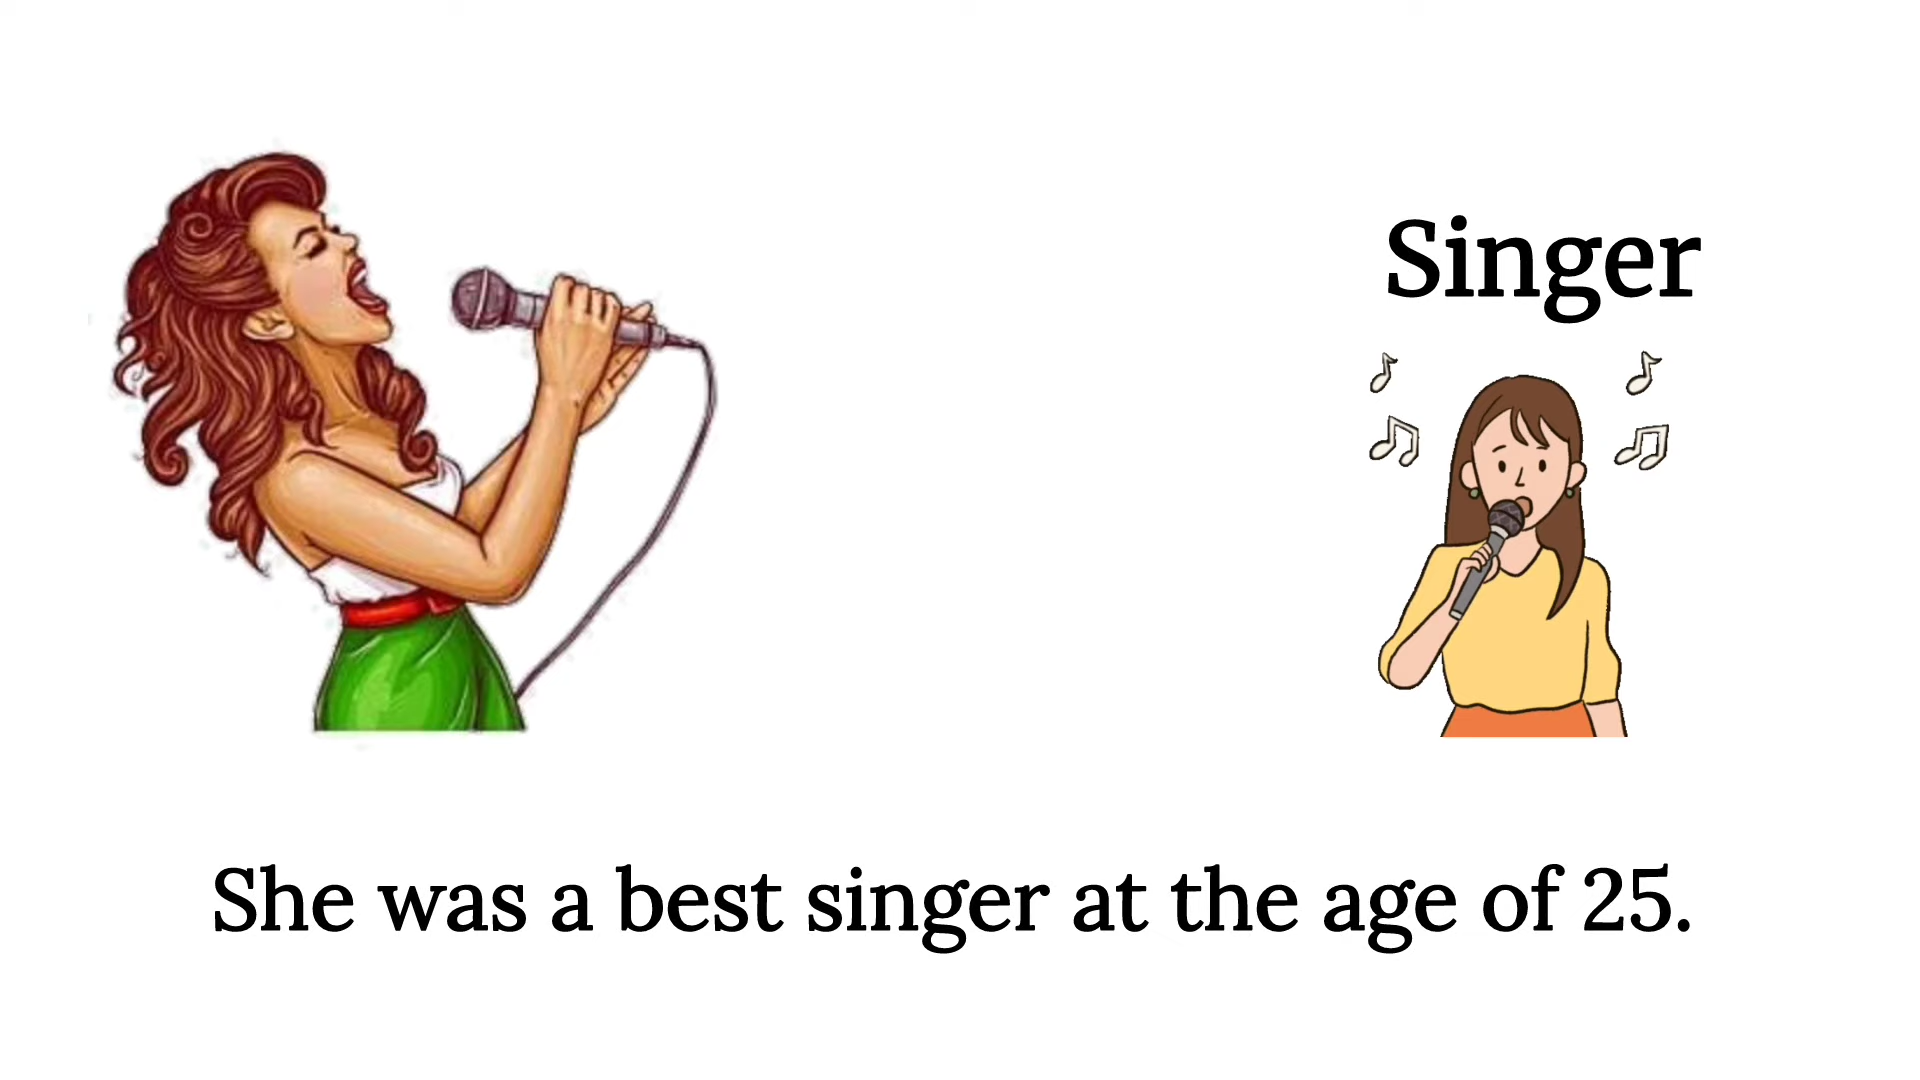 Singer
She was a best singer at the age of 25.